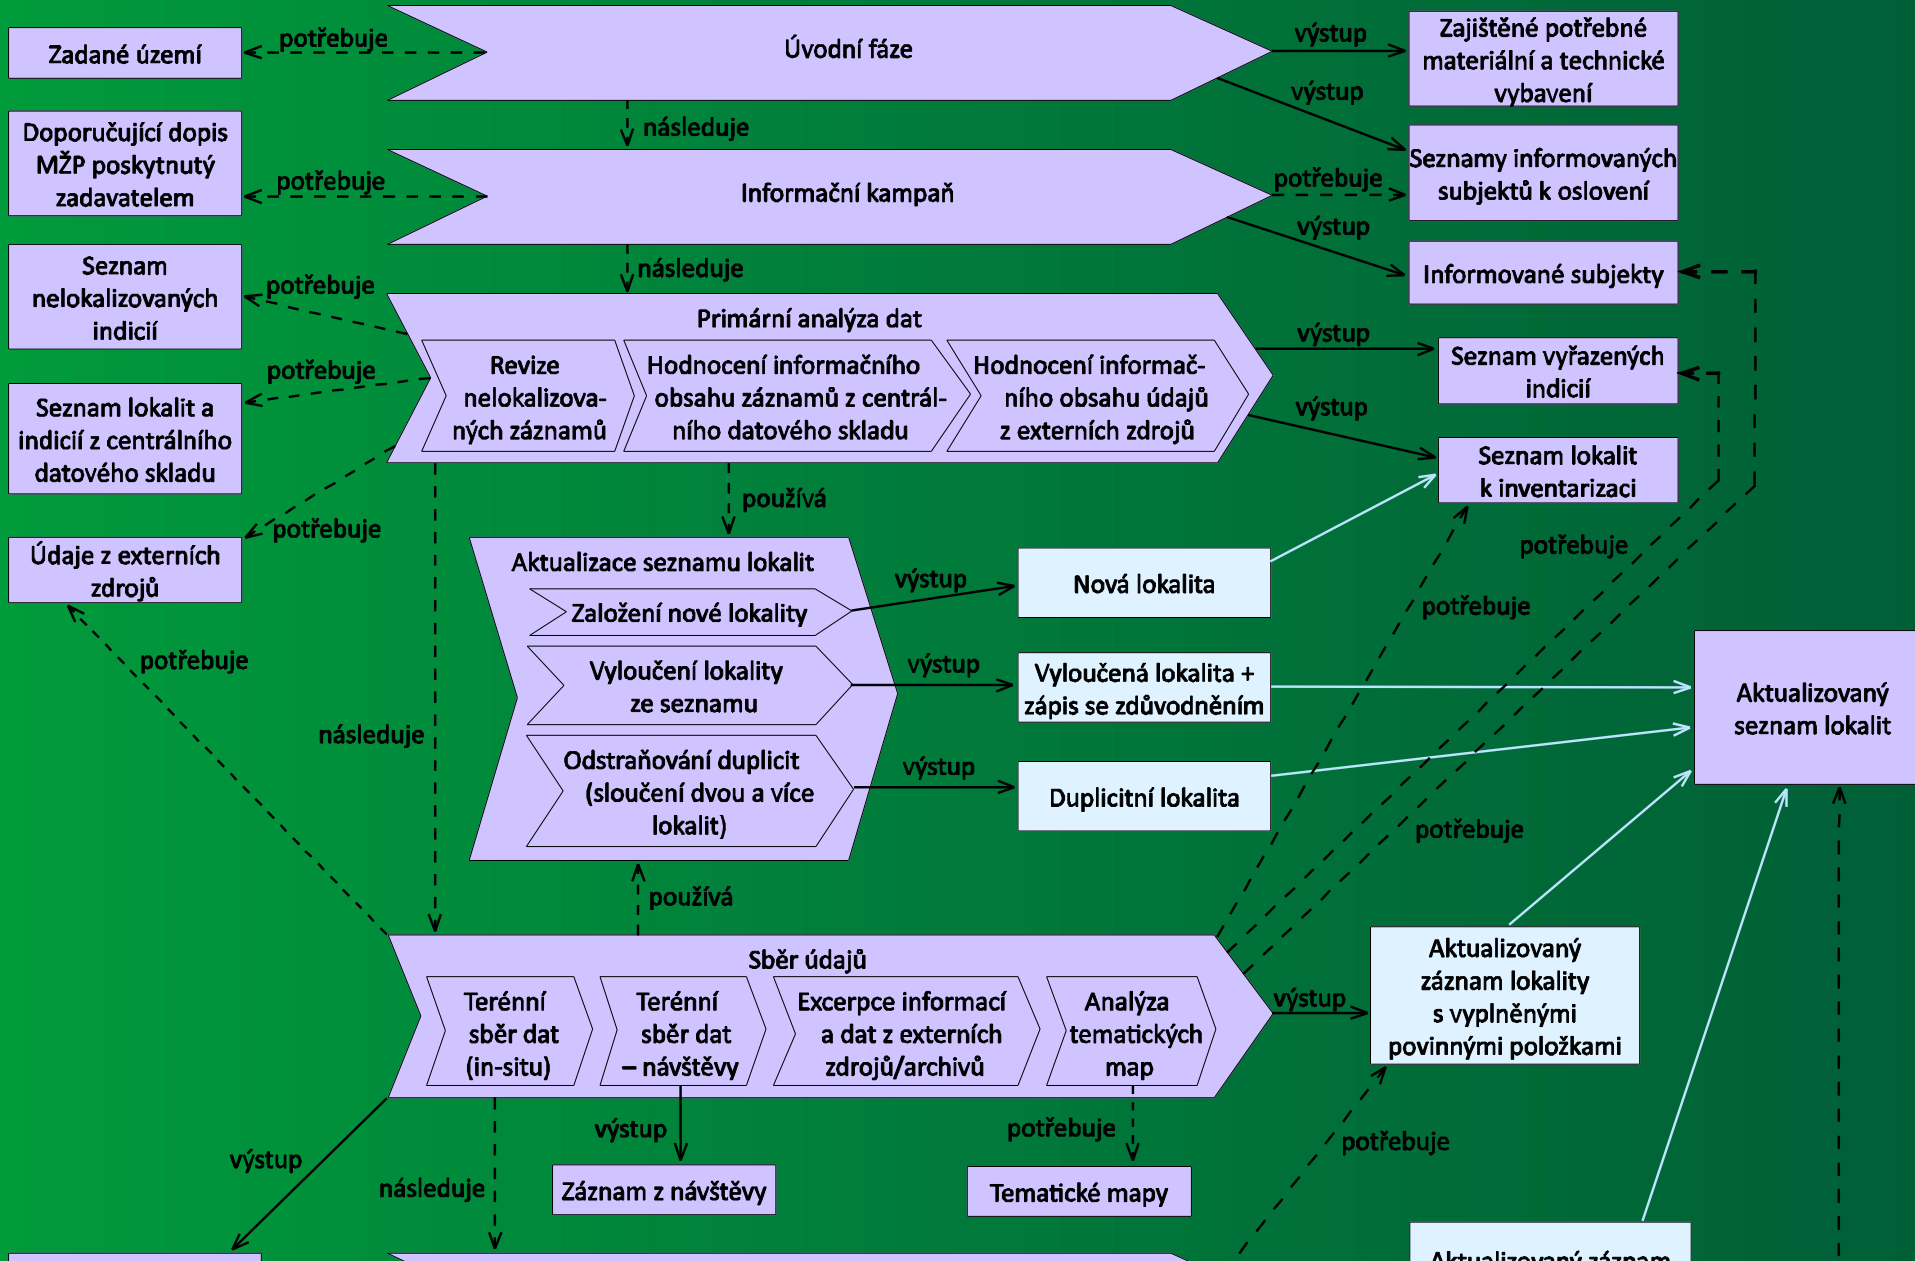 Zadané území
potřebuje
Úvodní fáze
výstup
Zajištěné potřebné
materiální a technické
vybavení
výstup
následuje
Doporučující dopis
MŽP poskytnutý
zadavatelem
potřebuje
Informační kampaň
potřebuje
Seznamy informovaných
subjektů k oslovení
výstup
následuje
Informované subjekty
Seznam
nelokalizovaných
indicií
potřebuje
Primární analýza dat
Revize
nelokalizova-
ných záznamů
Hodnocení informačního
obsahu záznamů z centrál-
ního datového skladu
Hodnocení informač-
ního obsahu údajů
z externích zdrojů
výstup
Seznam vyřazených
indicií
potřebuje
Seznam lokalit a
indicií z centrálního
datového skladu
výstup
Seznam lokalit
k inventarizaci
používá
potřebuje
Údaje z externích
zdrojů
Aktualizace seznamu lokalit
Založení nové lokality
výstup
Nová lokalita
potřebuje
potřebuje
potřebuje
Vyloučení lokality
ze seznamu
výstup
Vyloučená lokalita +
zápis se zdůvodněním
Aktualizovaný
seznam lokalit
následuje
Odstraňování duplicit
(sloučení dvou a více
lokalit)
výstup
Duplicitní lokalita
potřebuje
používá
Sběr údajů
Terénní
sběr dat
(in-situ)
Terénní
sběr dat
– návštěvy
Excerpce informací
a dat z externích
zdrojů/archivů
Analýza
tematických
map
výstup
Aktualizovaný
záznam lokality
s vyplněnými
povinnými položkami
výstup
následuje
výstup
Záznam z návštěvy
potřebuje
Tematické mapy
potřebuje
Aktualizovaný záznam